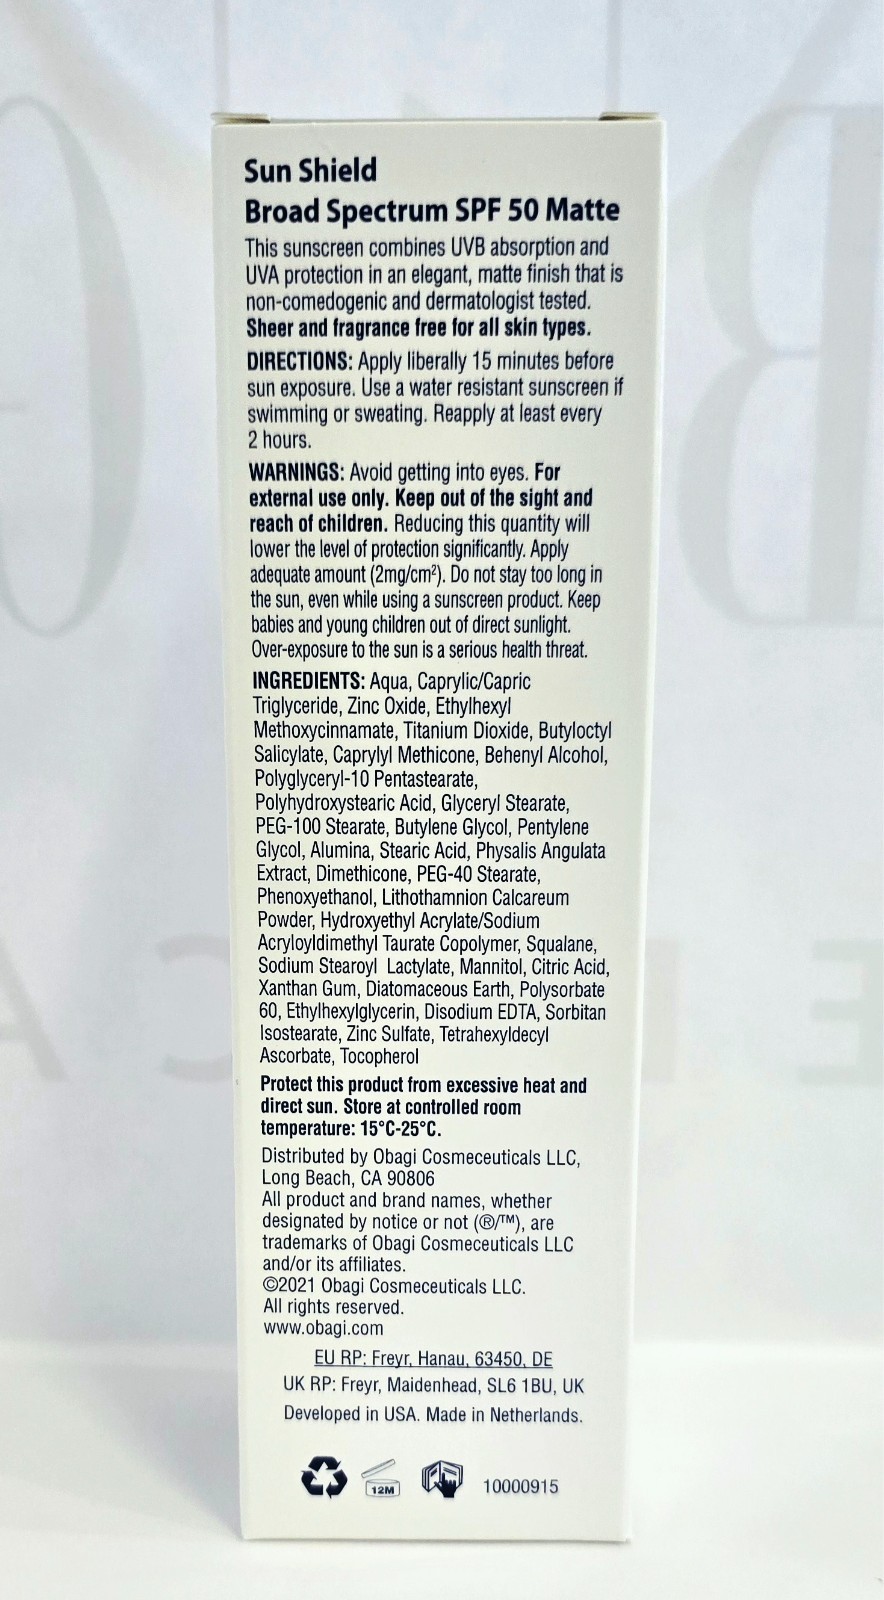 Sun Shield
Broad Spectrum SPF 50 Matte
This sunscreen combines UVB absorption and
UVA protection in an elegant, matte finish that is
non-comedogenic and dermatologist tested.
Sheer and fragrance free for all skin types.
DIRECTIONS: Apply liberally 15 minutes before
sun exposure. Use a water resistant sunscreen if
swimming or sweating. Reapply at least every
2 hours.
WARNINGS: Avoid getting into eyes. For
external use only. Keep out of the sight and
reach of children. Reducing this quantity will
lower the level of protection significantly. Apply
adequate amount (2mg/cm²). Do not stay too long in
the sun, even while using a sunscreen product. Keep
babies and young children out of direct sunlight.
Over-exposure to the sun is a serious health threat.
INGREDIENTS: Aqua, Caprylic/Capric
Triglyceride, Zinc Oxide, Ethylhexyl
Methoxycinnamate, Titanium Dioxide, Butyloctyl
Salicylate, Caprylyl Methicone, Behenyl Alcohol,
Polyglyceryl-10 Pentastearate,
Polyhydroxystearic Acid, Glyceryl Stearate,
PEG-100 Stearate, Butylene Glycol, Pentylene
Glycol, Alumina, Stearic Acid, Physalis Angulata
Extract, Dimethicone, PEG-40 Stearate,
Phenoxyethanol, Lithothamnion Calcareum
Powder, Hydroxyethyl Acrylate/Sodium
Acryloyldimethyl Taurate Copolymer, Squalane,
Sodium Stearoyl Lactylate, Mannitol, Citric Acid,
Xanthan Gum, Diatomaceous Earth, Polysorbate
60, Ethylhexylglycerin, Disodium EDTA, Sorbitan
Isostearate, Zinc Sulfate, Tetrahexyldecyl
Ascorbate, Tocopherol
Protect this product from excessive heat and
direct sun. Store at controlled room
temperature: 15°C-25°C.
Distributed by Obagi Cosmeceuticals LLC,
Long Beach, CA 90806
All product and brand names, whether
designated by notice or not (®/™), are
trademarks of Obagi Cosmeceuticals LLC
and/or its affiliates.
©2021 Obagi Cosmeceuticals LLC.
All rights reserved.
www.obagi.com
EU RP: Freyr, Hanau, 63450, DE
UK RP: Freyr, Maidenhead, SL6 1BU, UK
Developed in USA. Made in Netherlands.
12M
10000915